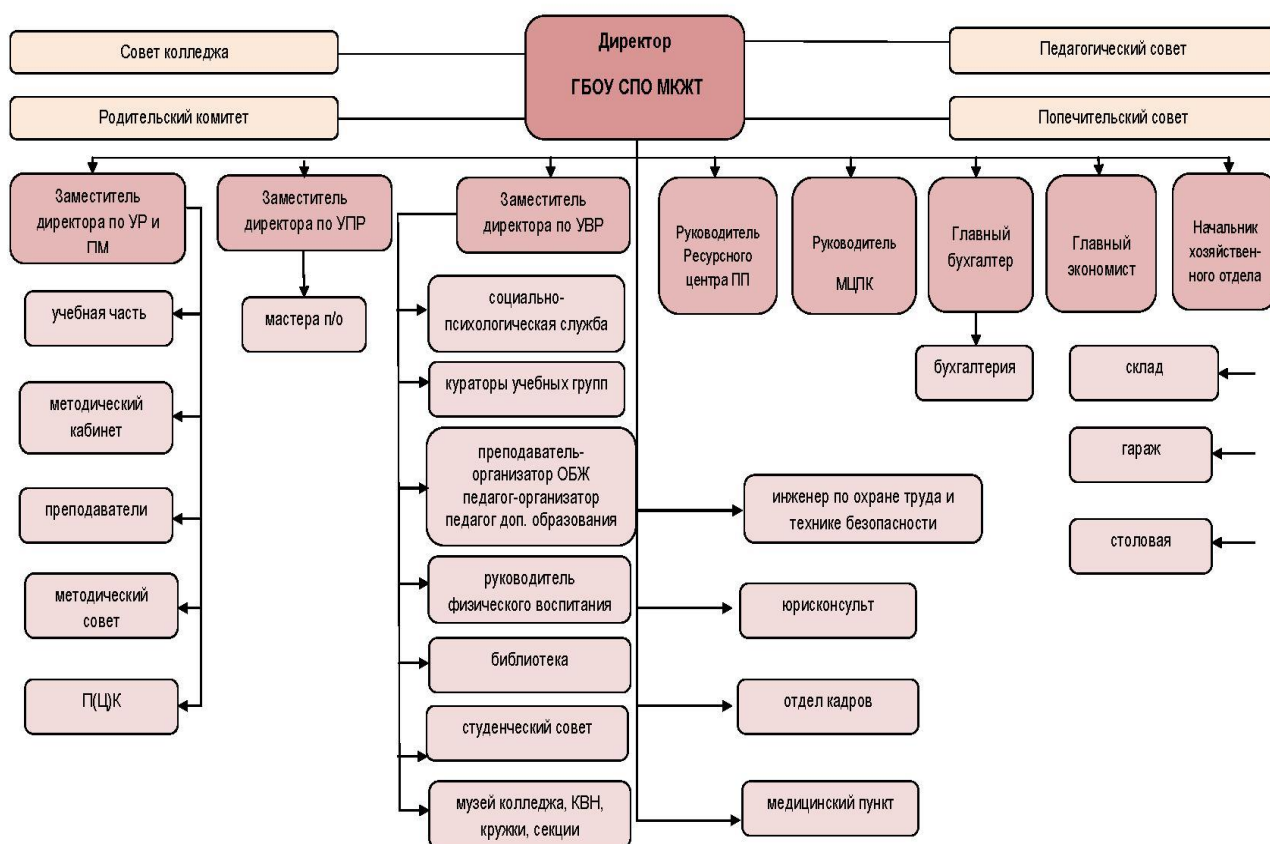 Совет колледжа
Родительский комитет
Директор
ГБОУ СПО МКЖТ
Педагогический совет
Попечительский совет
Заместитель
директора по УР и
ПМ
Заместитель
директора по УПР
Заместитель
директора по УВР
Руководитель
Ресурсного
центра ПП
Руководитель
МЦПК
Главный
бухгалтер
Главный
экономист
Начальник
хозяйствен-
ного отдела
учебная часть
методический
кабинет
преподаватели
методический
совет
П(Ц)К
мастера п/о
социально-
психологическая служба
кураторы учебных групп
преподаватель-
организатор ОБЖ
педагог-организатор
педагог доп. образования
руководитель
физического воспитания
библиотека
студенческий совет
музей колледжа, КВН,
кружки, секции
инженер по охране труда и
технике безопасности
юрисконсульт
отдел кадров
медицинский пункт
бухгалтерия
склад
гараж
столовая